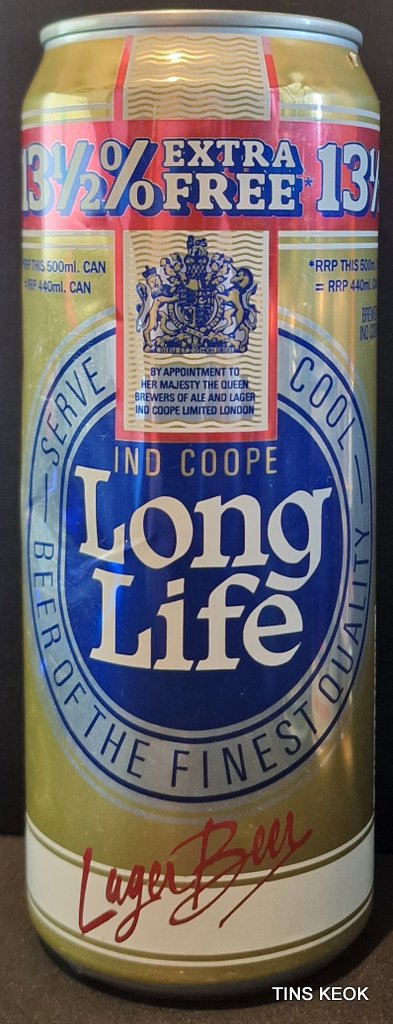 13½% EXTRA FREE* 13½
*RRP THIS 500ml. CAN
= RRP 440ml. CAN
*RRP THIS 500ml.
= RRP 440ml. CAN
BY APPOINTMENT TO
HER MAJESTY THE QUEEN
BREWERS OF ALE AND LAGER
IND COOPE LIMITED LONDON
SERVE COOL
IND COOPE
Long
Life
BEER OF THE FINEST QUALITY
Lager Beer
TINS KEOK